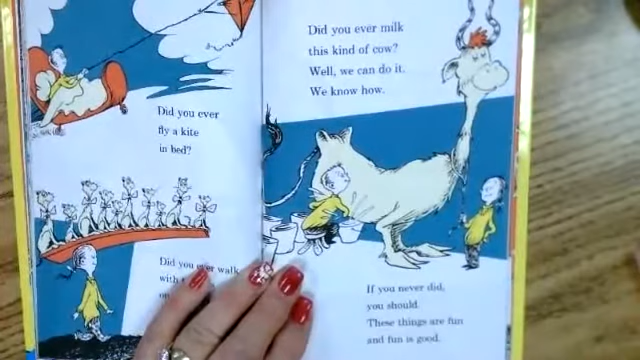 Did you ever
fly a kite
in bed?
Did you ever walk
with
on
Did you ever milk
this kind of cow?
Well, we can do it.
We know how.
If you never did,
you should.
These things are fun
and fun is good.